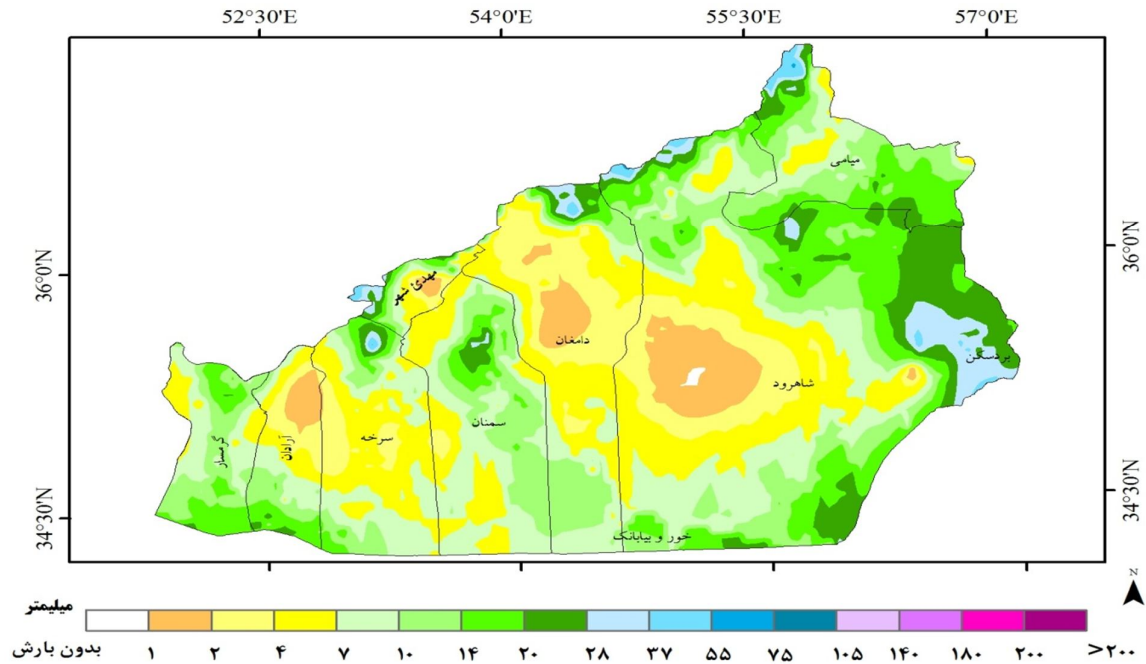 52°30'E 54°0'E 55°30'E 57°0'E
میامی
36°0'N 36°0'N
مهدی شهر
دامغان
بردسکن
شاهرود
سمنان
سرخه
آرادان
گرمسار
34°30'N 34°30'N
خور و بیابانک
N
میلیمتر
بدون بارش ۱ ۲ ۴ ۷ ۱۰ ۱۴ ۲۰ ۲۸ ۳۷ ۵۵ ۷۵ ۱۰۵ ۱۴۰ ۱۸۰ ۲۰۰ >۲۰۰